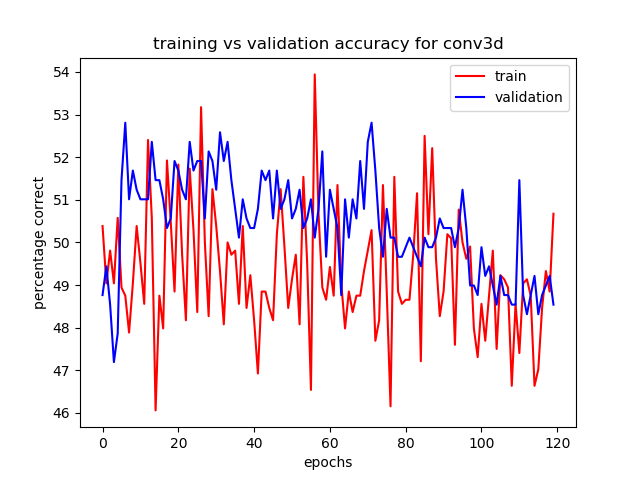 training vs validation accuracy for conv3d
54
53
52
51
50
49
48
47
46
percentage correct
train
validation
0 20 40 60 80 100 120
epochs